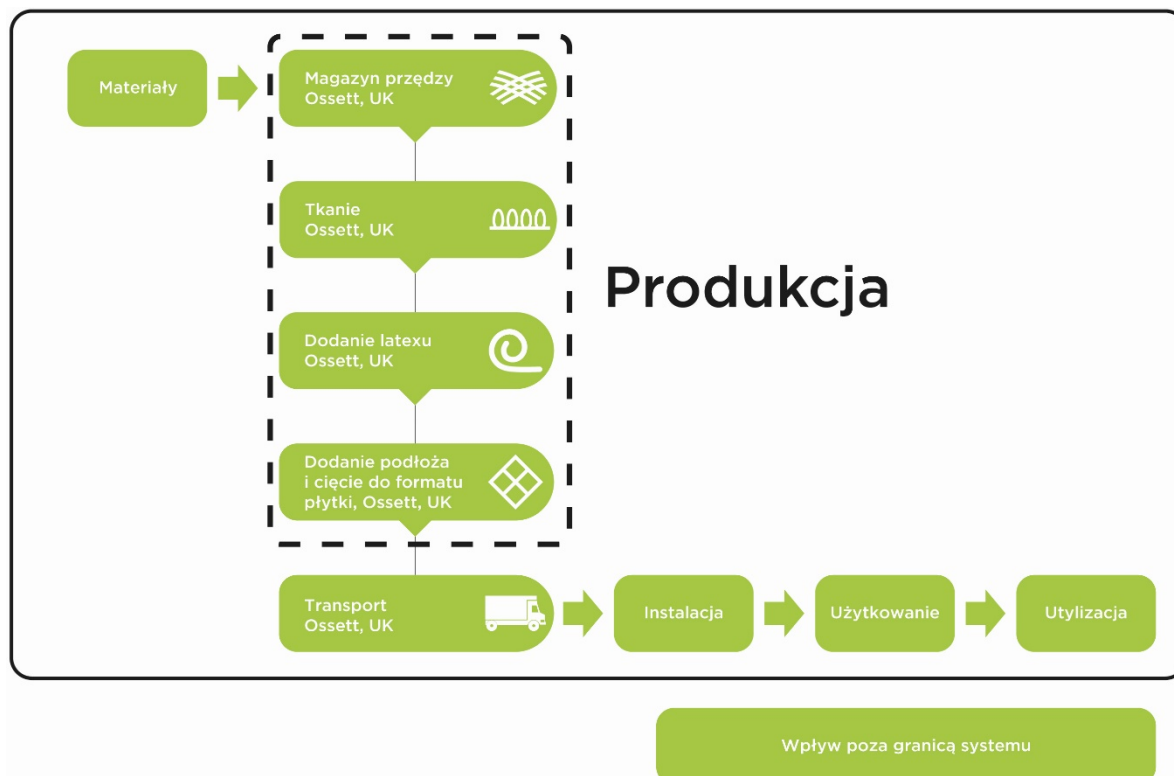 Materiały
Magazyn przędzy
Ossett, UK
Tkanie
Ossett, UK
Produkcja
Dodanie latexu
Ossett, UK
Dodanie podłoża
i cięcie do formatu
płytki, Ossett, UK
Transport
Ossett, UK
Instalacja
Użytkowanie
Utylizacja
Wpływ poza granicą systemu